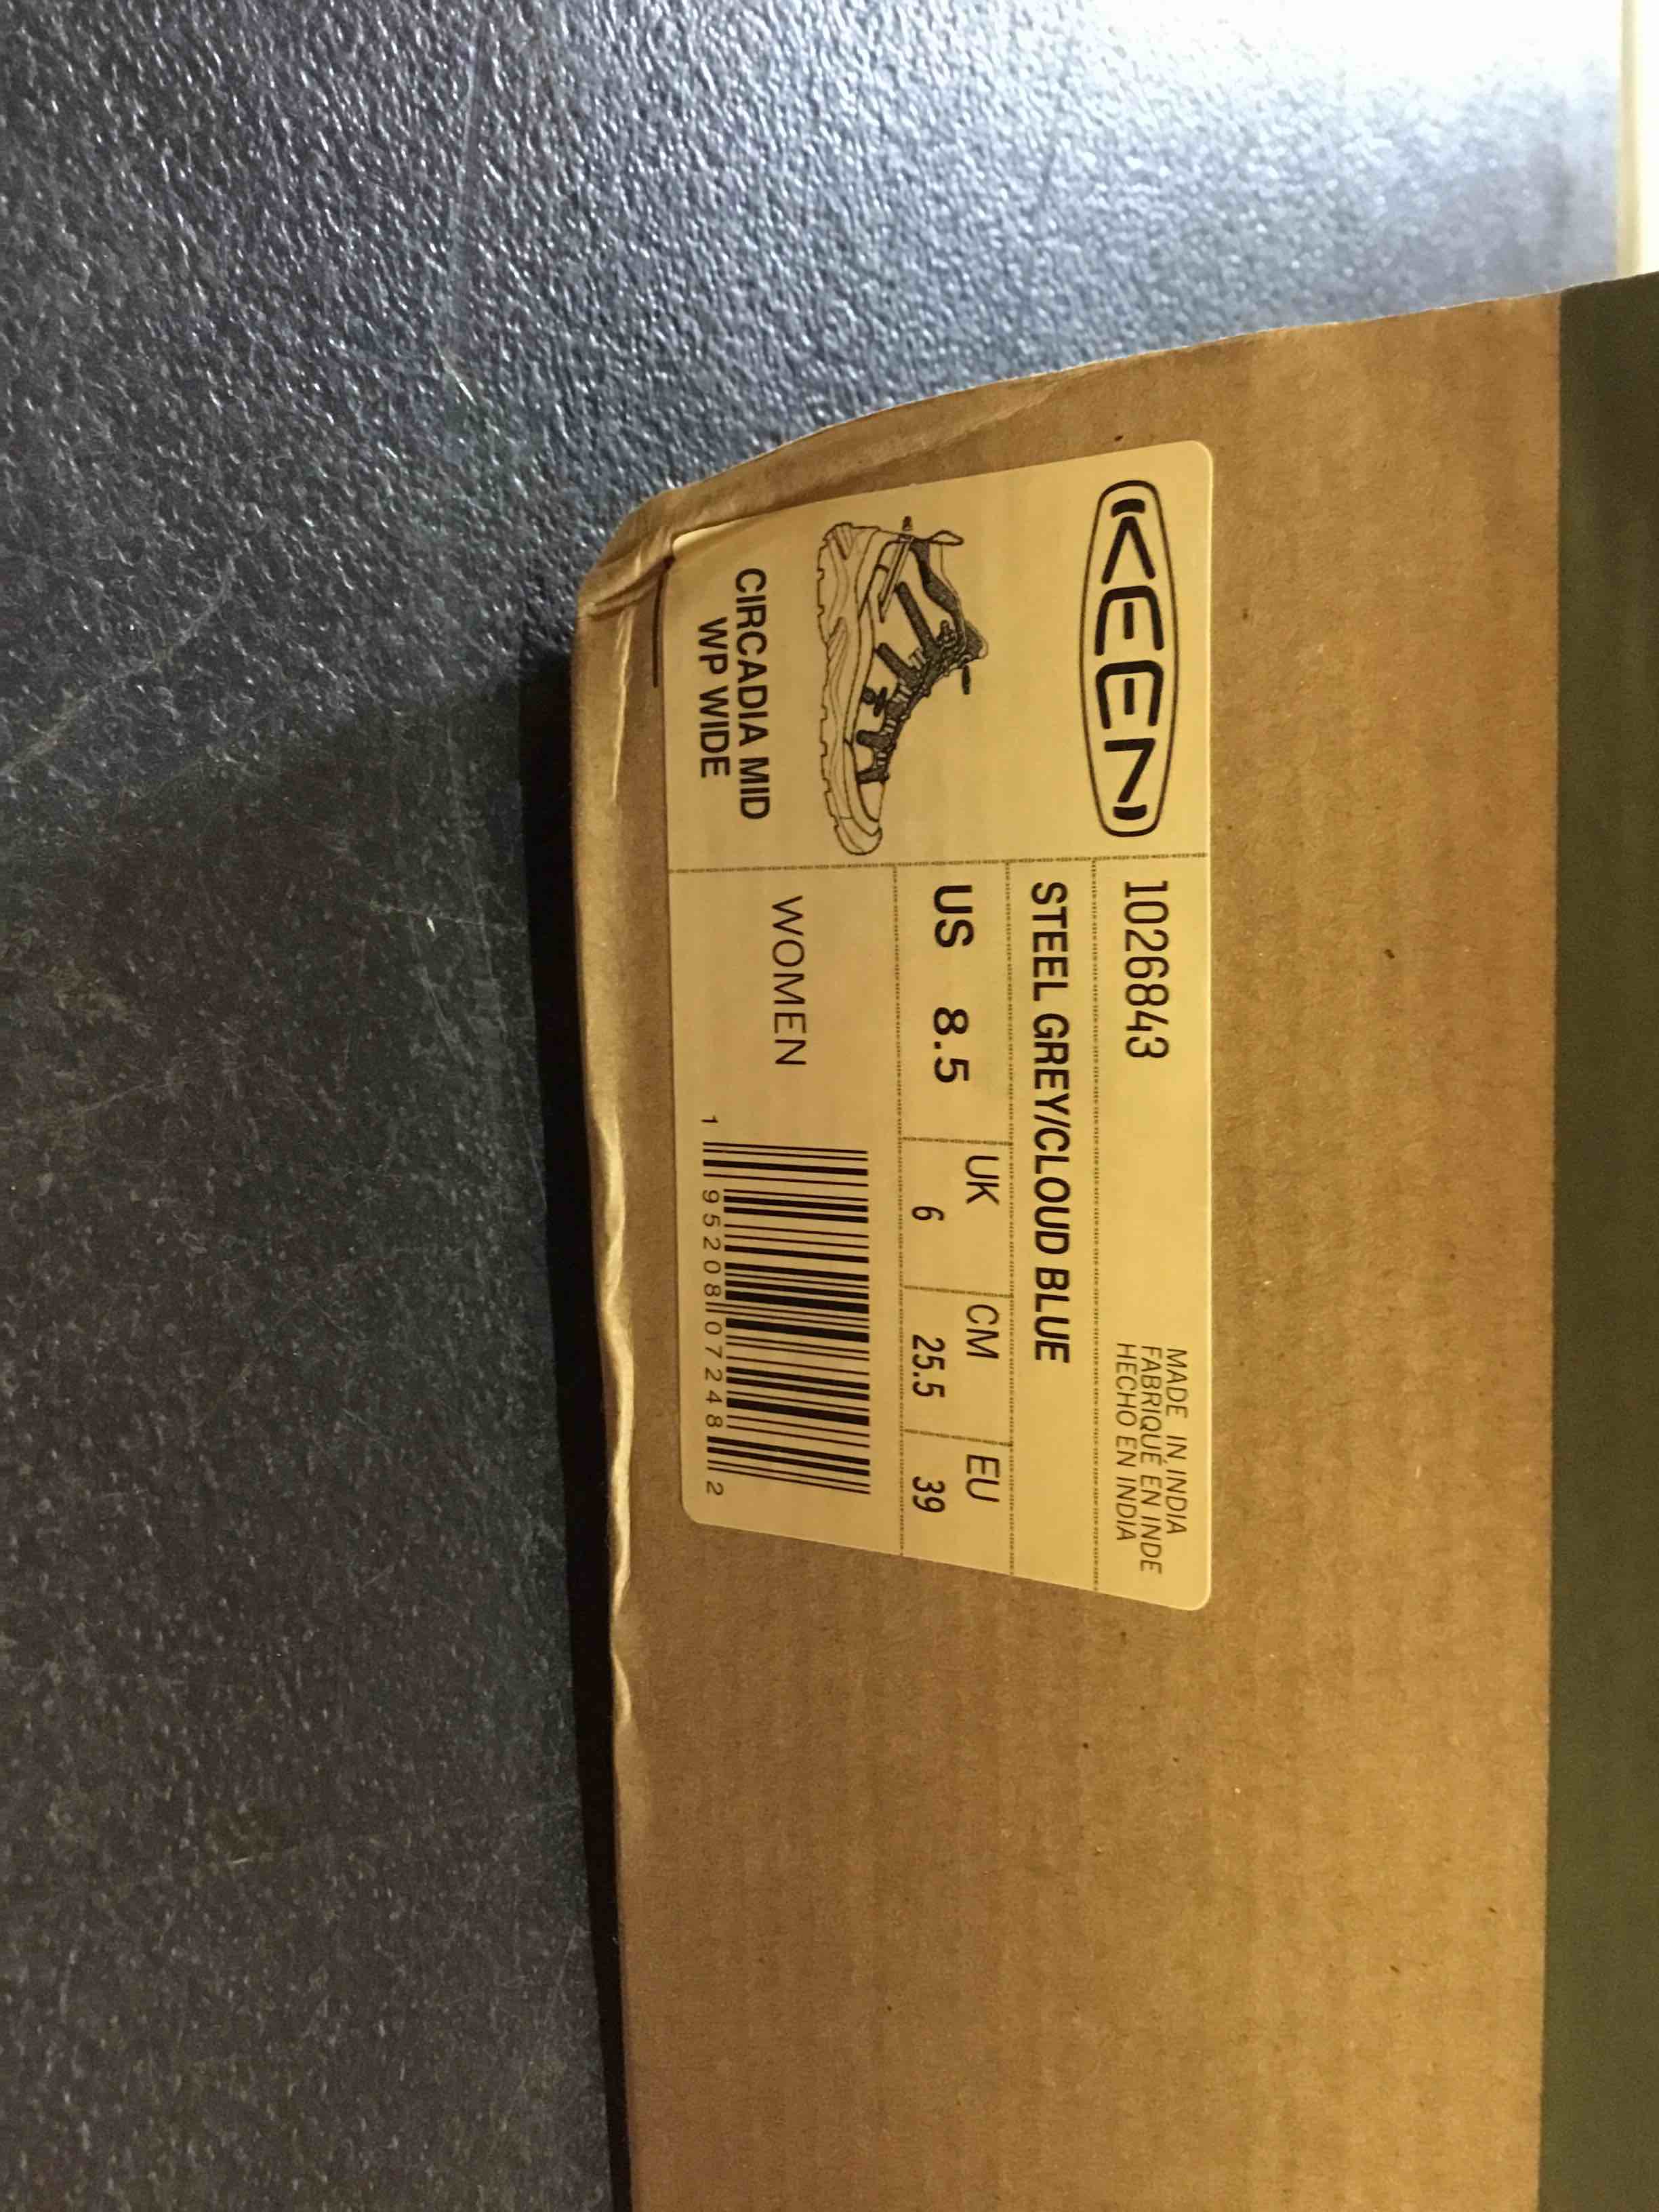 KEEN
CIRCADIA MID
WP WIDE
1026843
MADE IN INDIA
FABRIQUÉ EN INDE
HECHO EN INDIA
STEEL GREY/CLOUD BLUE
US 8.5
UK
6
CM
25.5
EU
39
WOMEN
1 95208 07248 2